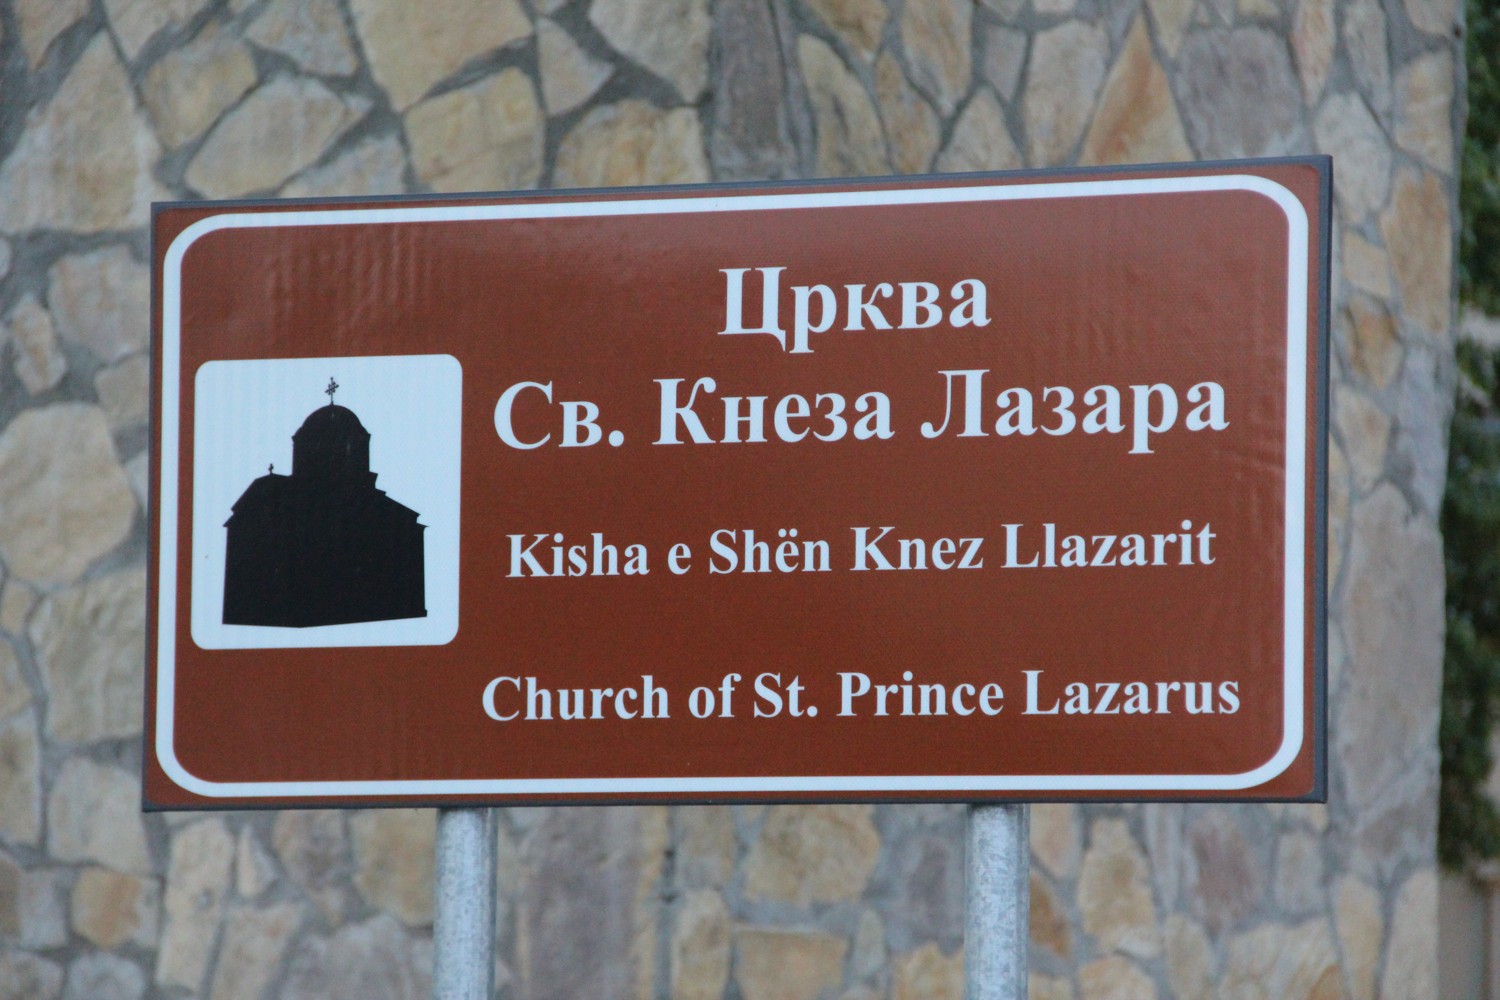 Црква
Св. Кнеза Лазара
Kisha e Shën Knez Llazarit
Church of St. Prince Lazarus